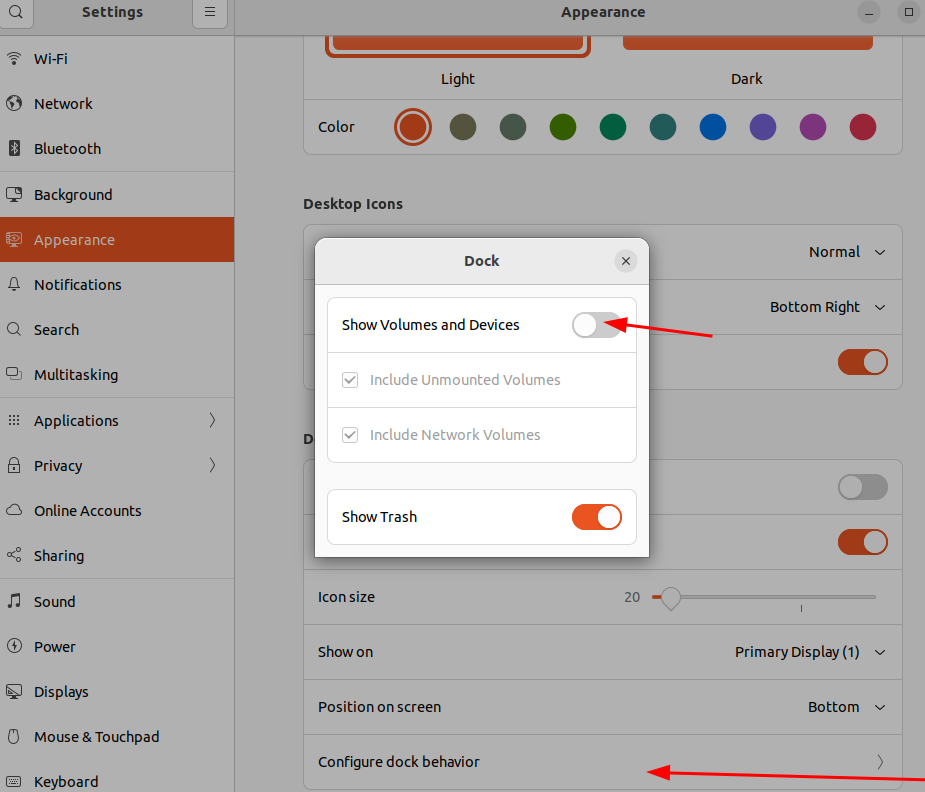 Settings
Appearance
Wi-Fi
Network
Bluetooth
Background
Appearance
Notifications
Search
Multitasking
Applications
Privacy
Online Accounts
Sharing
Sound
Power
Displays
Mouse & Touchpad
Keyboard
Light Dark
Color
Desktop Icons
Normal
Bottom Right
D
Dock
Show Volumes and Devices
Include Unmounted Volumes
Include Network Volumes
Show Trash
Icon size 20
Show on Primary Display (1)
Position on screen Bottom
Configure dock behavior